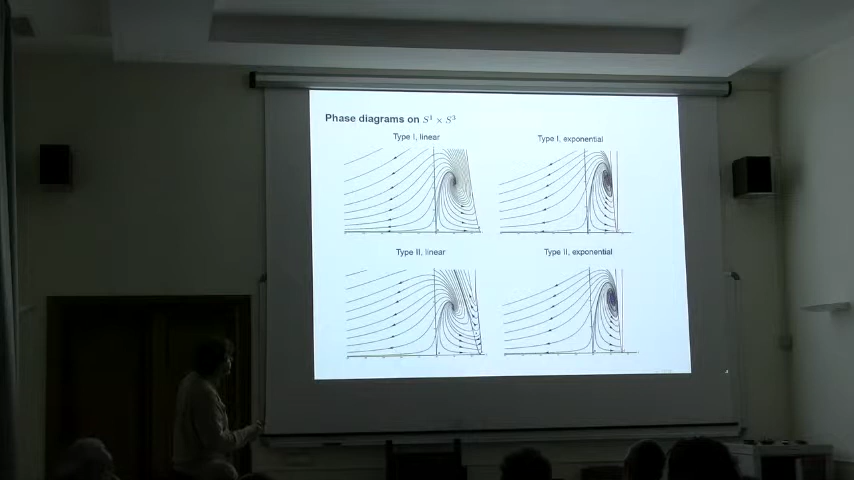 Phase diagrams on S¹ × S³
Type I, linear
Type I, exponential
Type II, linear
Type II, exponential